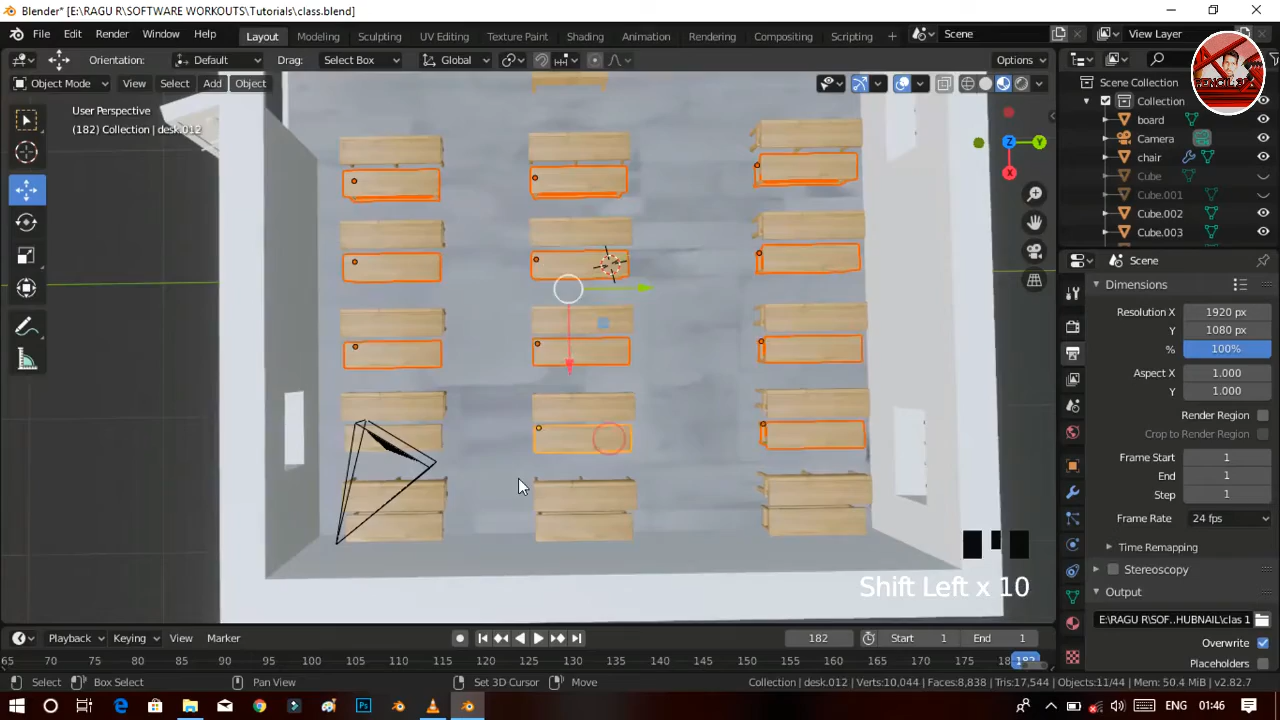 Blender* [E:\RAGU R\SOFTWARE WORKOUTS\Tutorials\class.blend]
File Edit Render Window Help Layout Modeling Sculpting UV Editing Texture Paint Shading Animation Rendering Compositing Scripting + Scene View Layer
Orientation: Default Drag: Select Box Global Options
Object Mode View Select Add Object
User Perspective
(182) Collection | desk.012
Z Y X
Shift Left x 10
Scene Collection
Collection
board
Camera
chair
Cube
Cube.001
Cube.002
Cube.003
Scene
Dimensions
Resolution X 1920 px
Y 1080 px
% 100%
Aspect X 1.000
Y 1.000
Render Region
Crop to Render Region
Frame Start 1
End 1
Step 1
Frame Rate 24 fps
Time Remapping
Stereoscopy
Output
E:\RAGU R\SOF..HUBNAIL\clas 1
Overwrite
Placeholders
Playback Keying View Marker 182 Start 1 End 1
65 70 75 80 85 90 95 100 105 110 115 120 125 130 135 140 145 150 155 160 165 170 175 182
Select Box Select Pan View Set 3D Cursor Move Collection | desk.012 | Verts:10,044 | Faces:8,838 | Tris:17,544 | Objects:11/44 | Mem: 50.4 MiB | v2.82.7
ENG 01:46